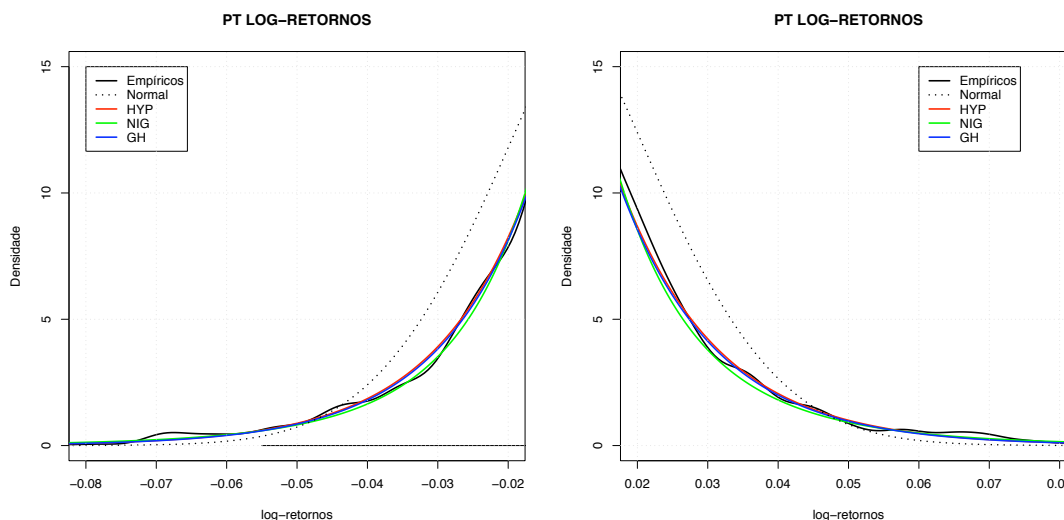 PT LOG−RETORNOS
Densidade
15
10
5
0
Empíricos
Normal
HYP
NIG
GH
−0.08 −0.07 −0.06 −0.05 −0.04 −0.03 −0.02
log−retornos
PT LOG−RETORNOS
Densidade
15
10
5
0
Empíricos
Normal
HYP
NIG
GH
0.02 0.03 0.04 0.05 0.06 0.07
log−retornos